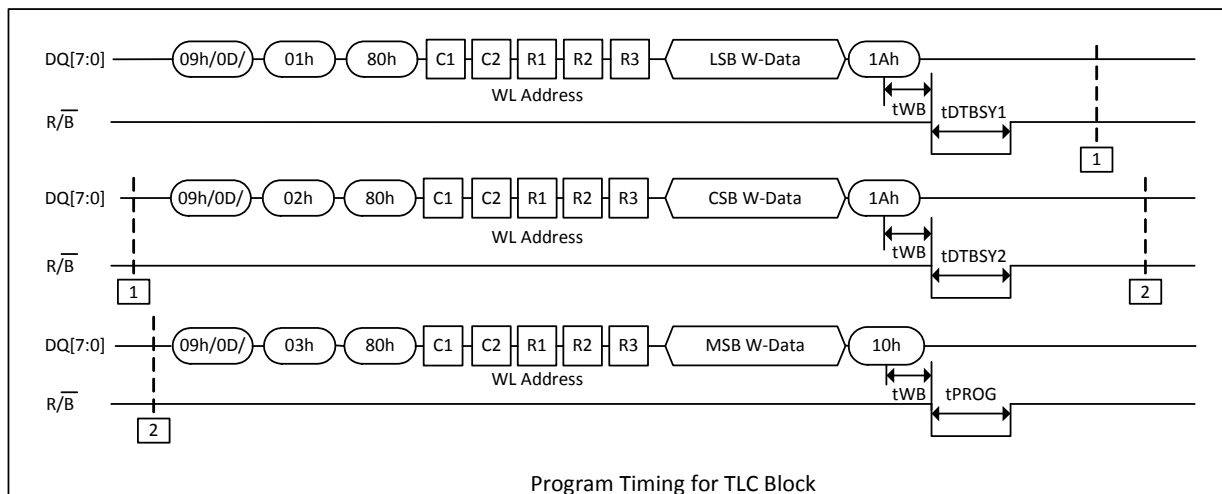 DQ[7:0] 09h/0D/ 01h 80h C1 C2 R1 R2 R3 LSB W-Data 1Ah
WL Address
tWB tDTBSY1
R/B
1
DQ[7:0] 09h/0D/ 02h 80h C1 C2 R1 R2 R3 CSB W-Data 1Ah
WL Address
tWB tDTBSY2
R/B
1 2
DQ[7:0] 09h/0D/ 03h 80h C1 C2 R1 R2 R3 MSB W-Data 10h
WL Address
tWB tPROG
R/B
2
Program Timing for TLC Block